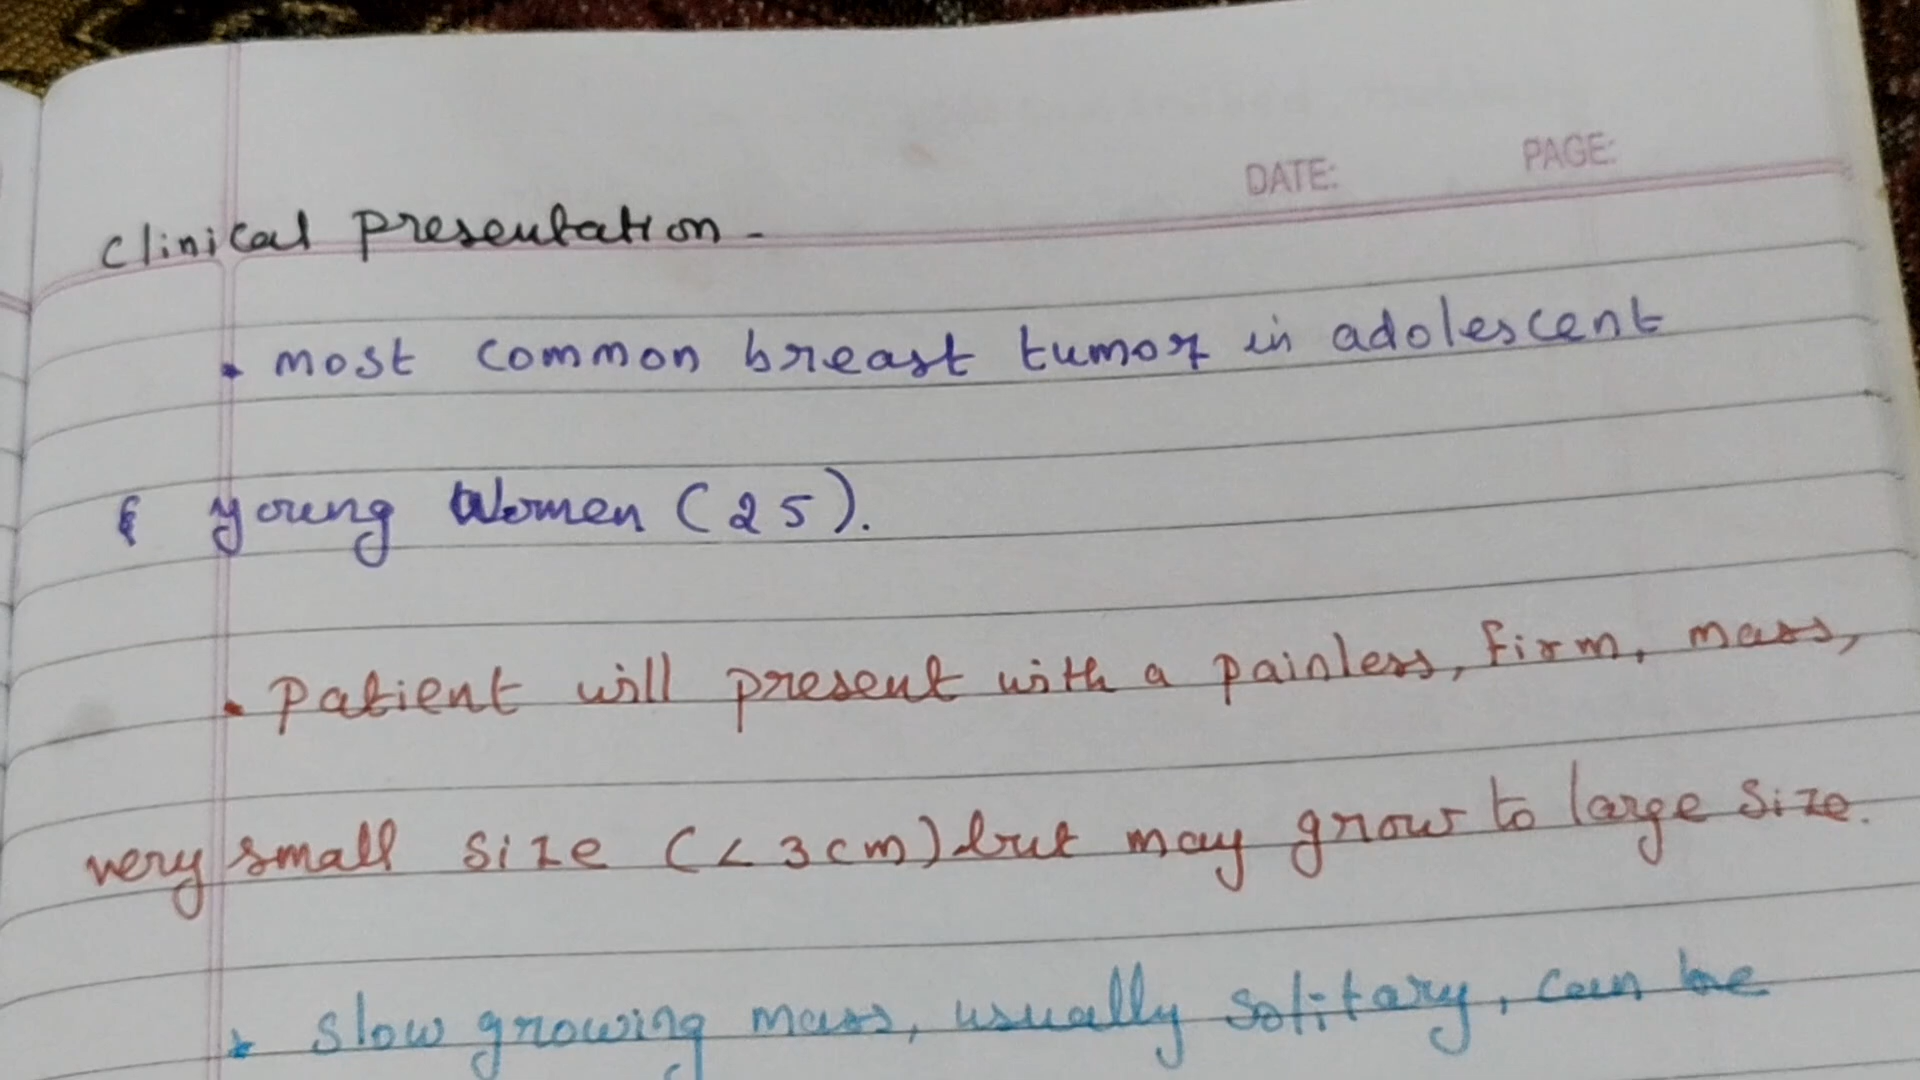 DATE: PAGE:
Clinical Presentation -
• most common breast tumor in adolescent
& young Women (25).
• Patient will present with a painless, firm, mass,
very small size (<3cm) but may grow to large size.
• slow growing mass, usually solitary, can be